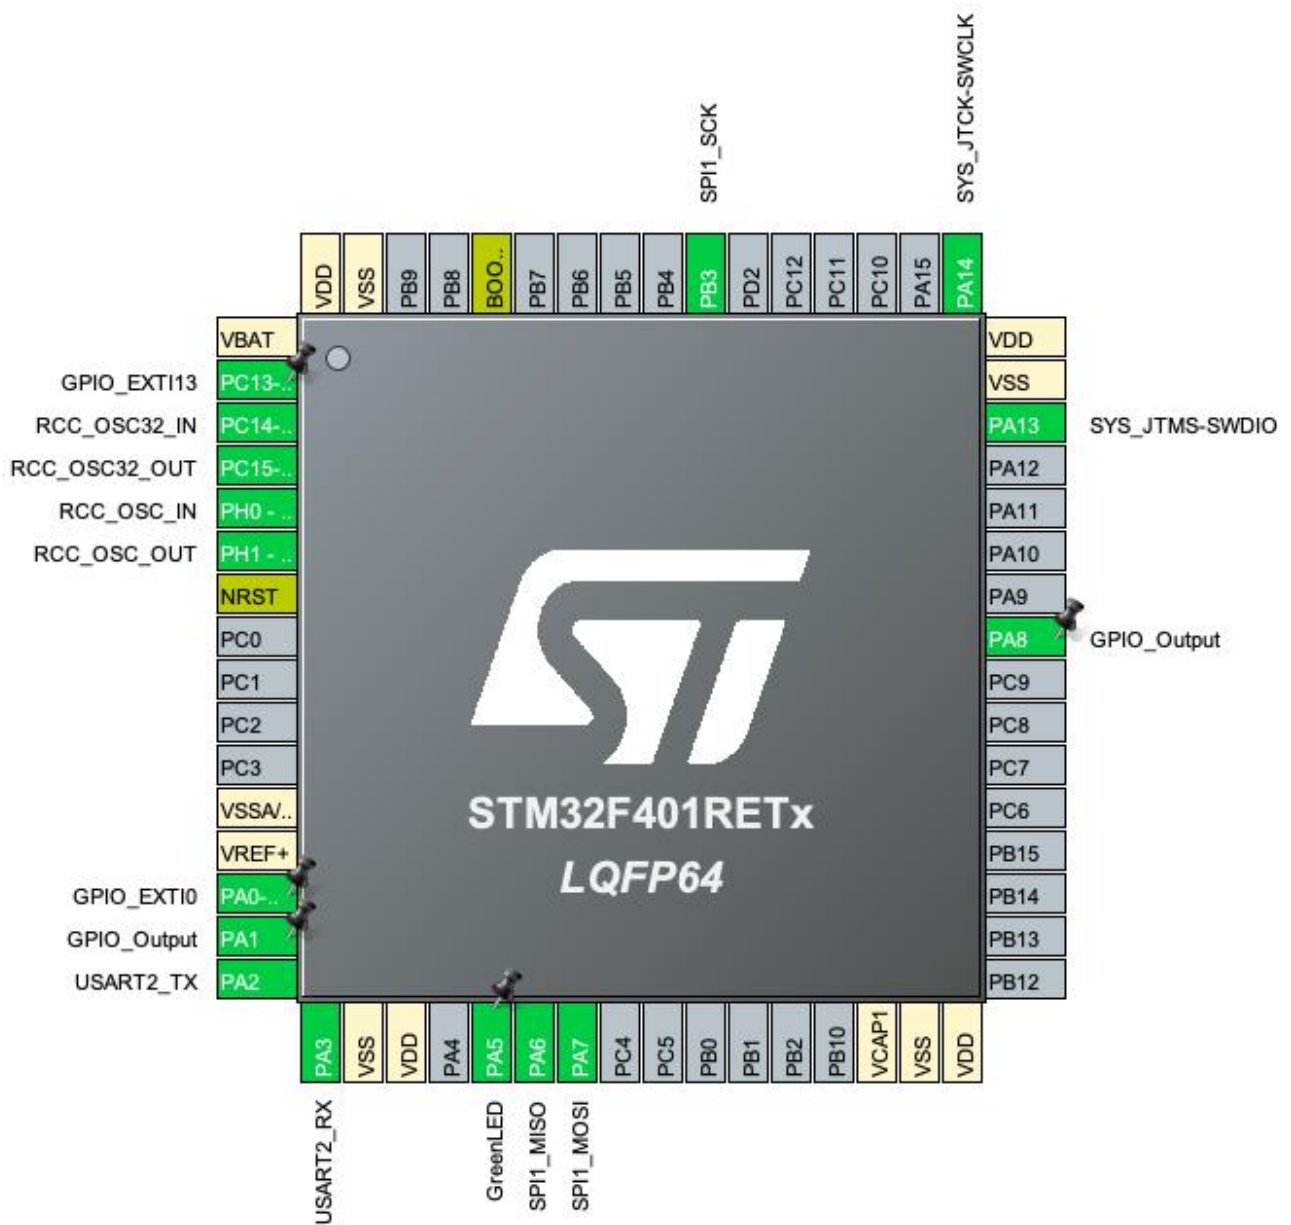 SYS_JTCK-SWCLK
SPI1_SCK
VDD
VSS
PB9
PB8
BOO..
PB7
PB6
PB5
PB4
PB3
PD2
PC12
PC11
PC10
PA15
PA14
VBAT
GPIO_EXTI13 PC13-..
RCC_OSC32_IN PC14-..
RCC_OSC32_OUT PC15-..
RCC_OSC_IN PH0 - ..
RCC_OSC_OUT PH1 - ..
NRST
PC0
PC1
PC2
PC3
VSSA/..
VREF+
GPIO_EXTI0 PA0-..
GPIO_Output PA1
USART2_TX PA2
ST
STM32F401RETx
LQFP64
VDD
VSS
PA13 SYS_JTMS-SWDIO
PA12
PA11
PA10
PA9
PA8 GPIO_Output
PC9
PC8
PC7
PC6
PB15
PB14
PB13
PB12
PA3
VSS
VDD
PA4
PA5
PA6
PA7
PC4
PC5
PB0
PB1
PB2
PB10
VCAP1
VSS
VDD
USART2_RX
GreenLED
SPI1_MISO
SPI1_MOSI